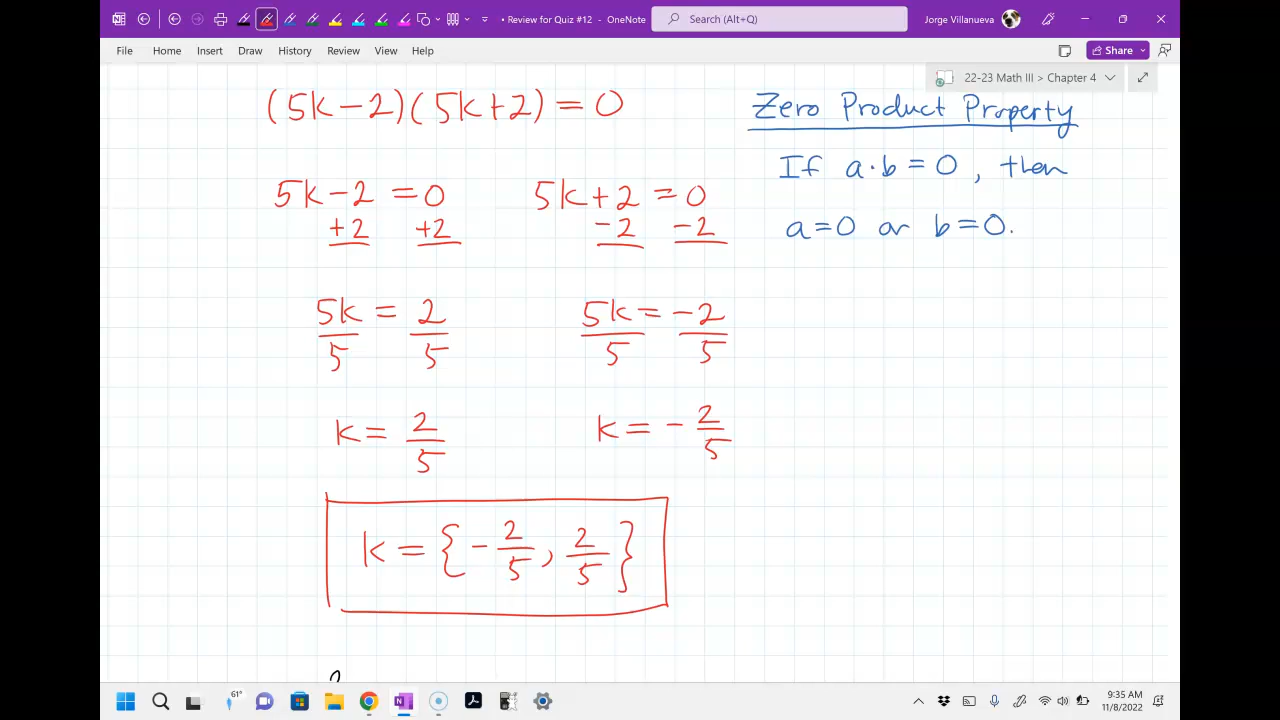 Review for Quiz #12 - OneNote
Search (Alt+Q)
Jorge Villanueva
File Home Insert Draw History Review View Help
Share
22-23 Math III > Chapter 4
(5k-2)(5k+2) = 0
Zero Product Property
If a·b = 0, then
a=0 or b=0.
5k-2 = 0 5k+2 = 0
+2 +2 -2 -2
5k = 2 5k = -2
5 5 5 5
k = 2/5 k = -2/5
k = {-2/5, 2/5}
61°
9:35 AM
11/8/2022